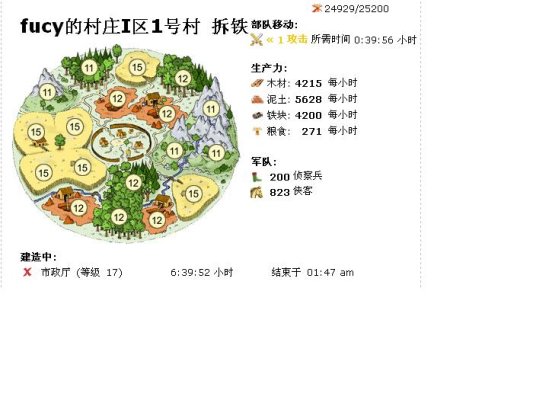 24929/25200
fucy的村庄I区1号村 拆铁
部队移动:
« 1 攻击 所需时间 0:39:56 小时
生产力:
木材: 4215 每小时
泥土: 5628 每小时
铁块: 4200 每小时
粮食: 271 每小时
军队:
200 侦察兵
823 侠客
11 15 12
11 12 12 11
15 15
11 11
15 15 12
12 15
12 12 12
建造中:
市政厅 (等级 17) 6:39:52 小时 结束于 01:47 am